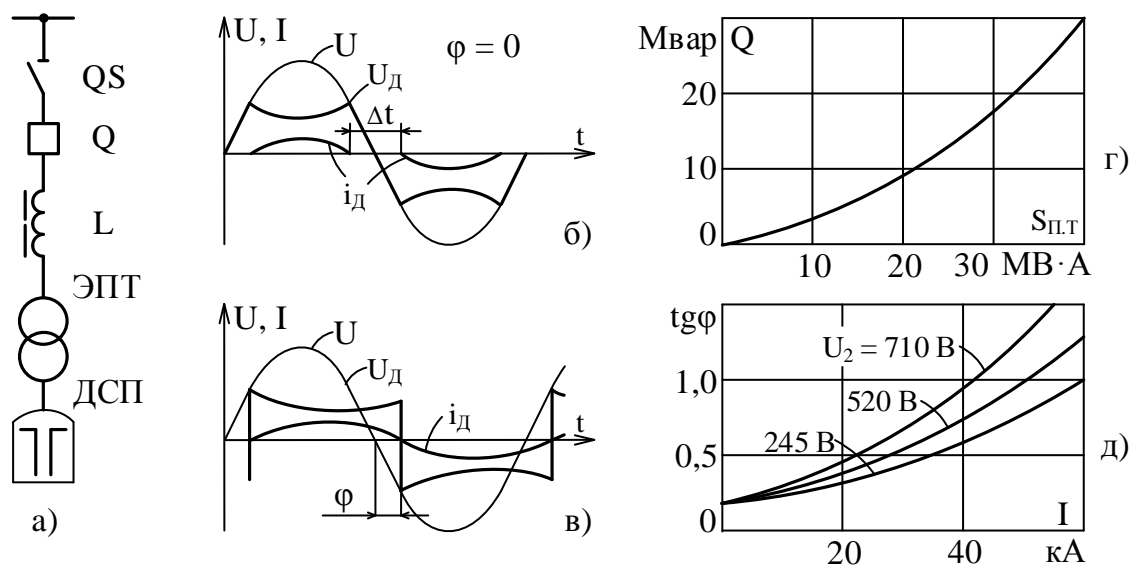 QS
Q
L
ЭПТ
ДСП
а)
U, I
U
φ = 0
Uд
Δt
t
iд
б)
U, I
U
Uд
iд
t
φ
в)
Мвар Q
20
10
0
10 20 30 МВ·А
Sп.т
г)
tgφ
U₂ = 710 В
1,0
520 В
245 В
0,5
0
20 40
I
кА
д)